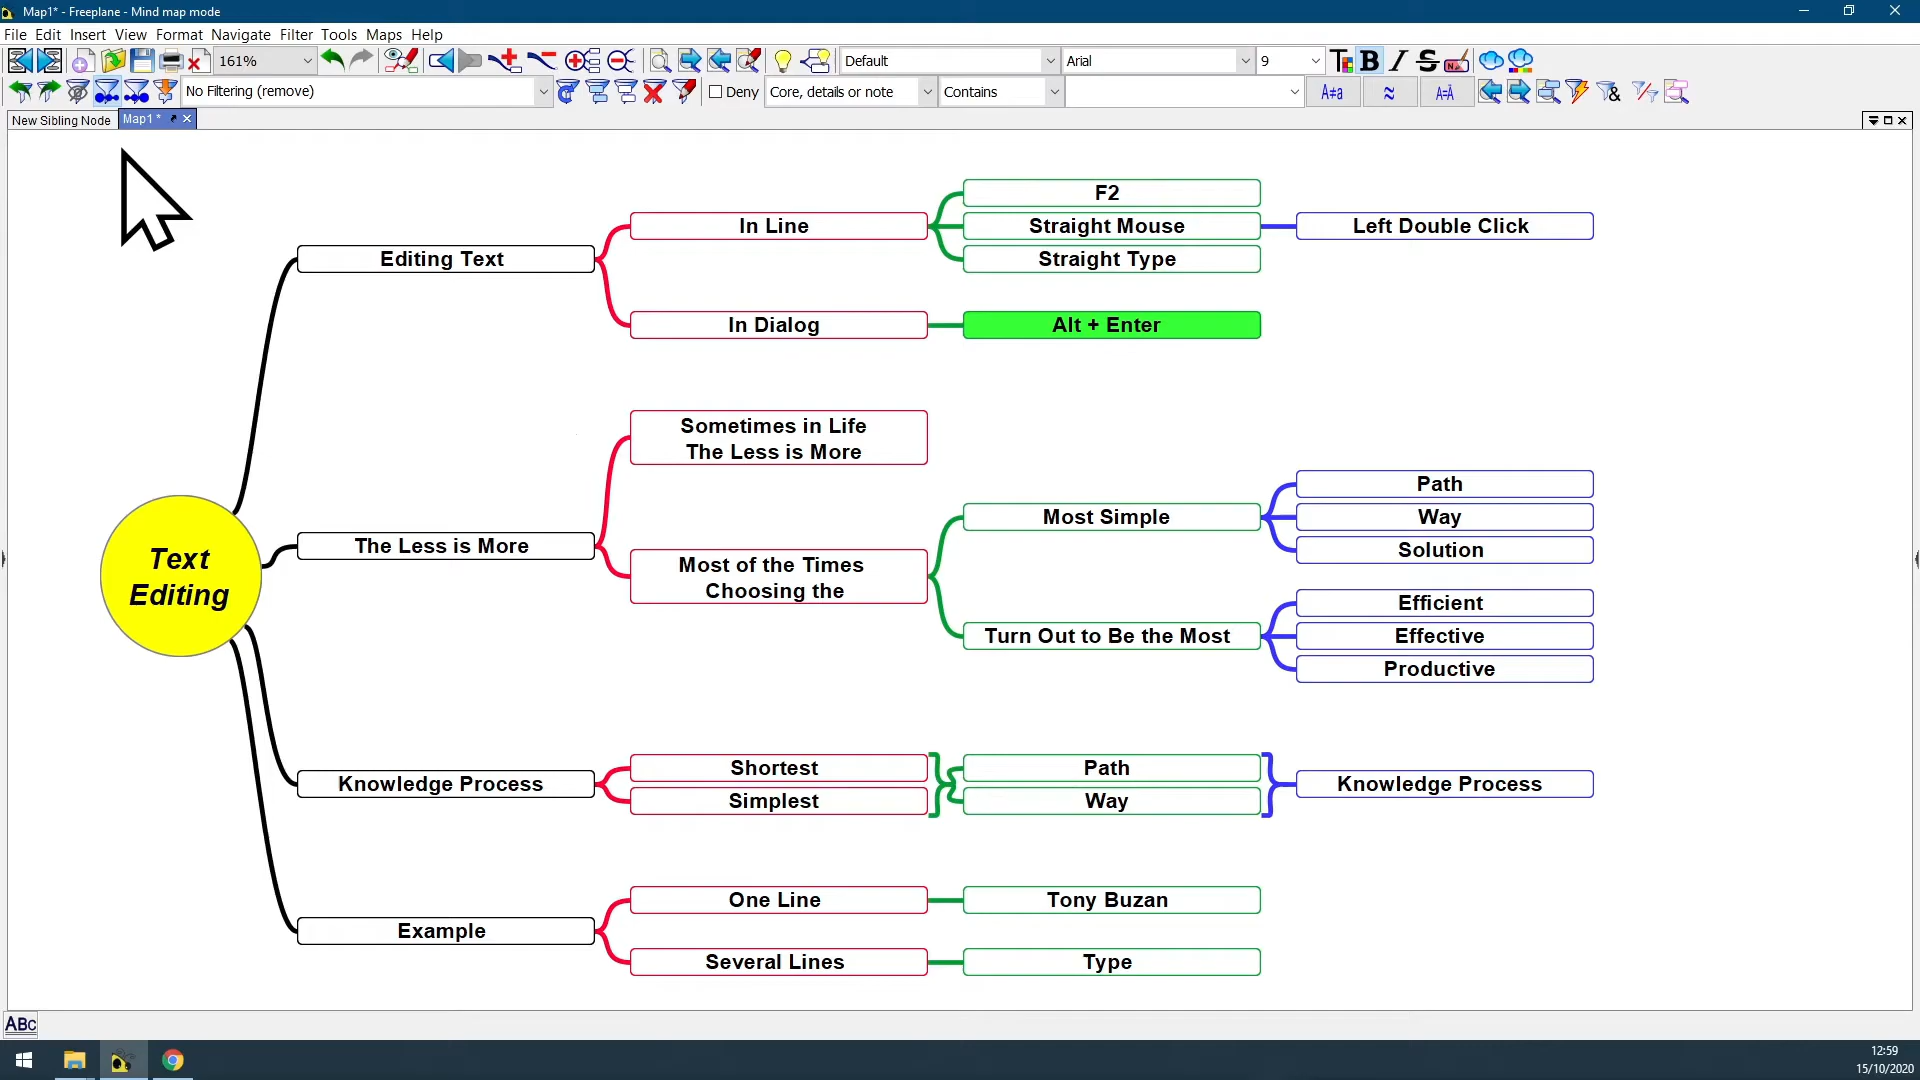 Map1* - Freeplane - Mind map mode
File Edit Insert View Format Navigate Filter Tools Maps Help
161%
Default
Arial
9
No Filtering (remove)
Deny
Core, details or note
Contains
A≠a
≈
A=Ä
New Sibling Node
Map1 *
Text
Editing
Editing Text
In Line
F2
Straight Mouse
Left Double Click
Straight Type
In Dialog
Alt + Enter
The Less is More
Sometimes in Life
The Less is More
Most of the Times
Choosing the
Most Simple
Path
Way
Solution
Turn Out to Be the Most
Efficient
Effective
Productive
Knowledge Process
Shortest
Simplest
Path
Way
Knowledge Process
Example
One Line
Tony Buzan
Several Lines
Type
ABC
12:59
15/10/2020